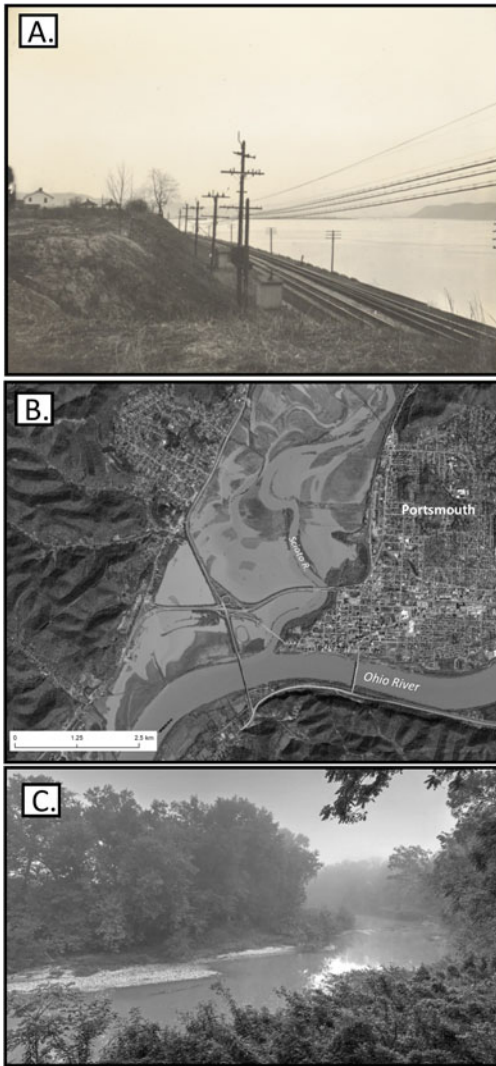 A.
B.
Portsmouth
Scioto R.
Ohio River
0 1.25 2.5 km
C.